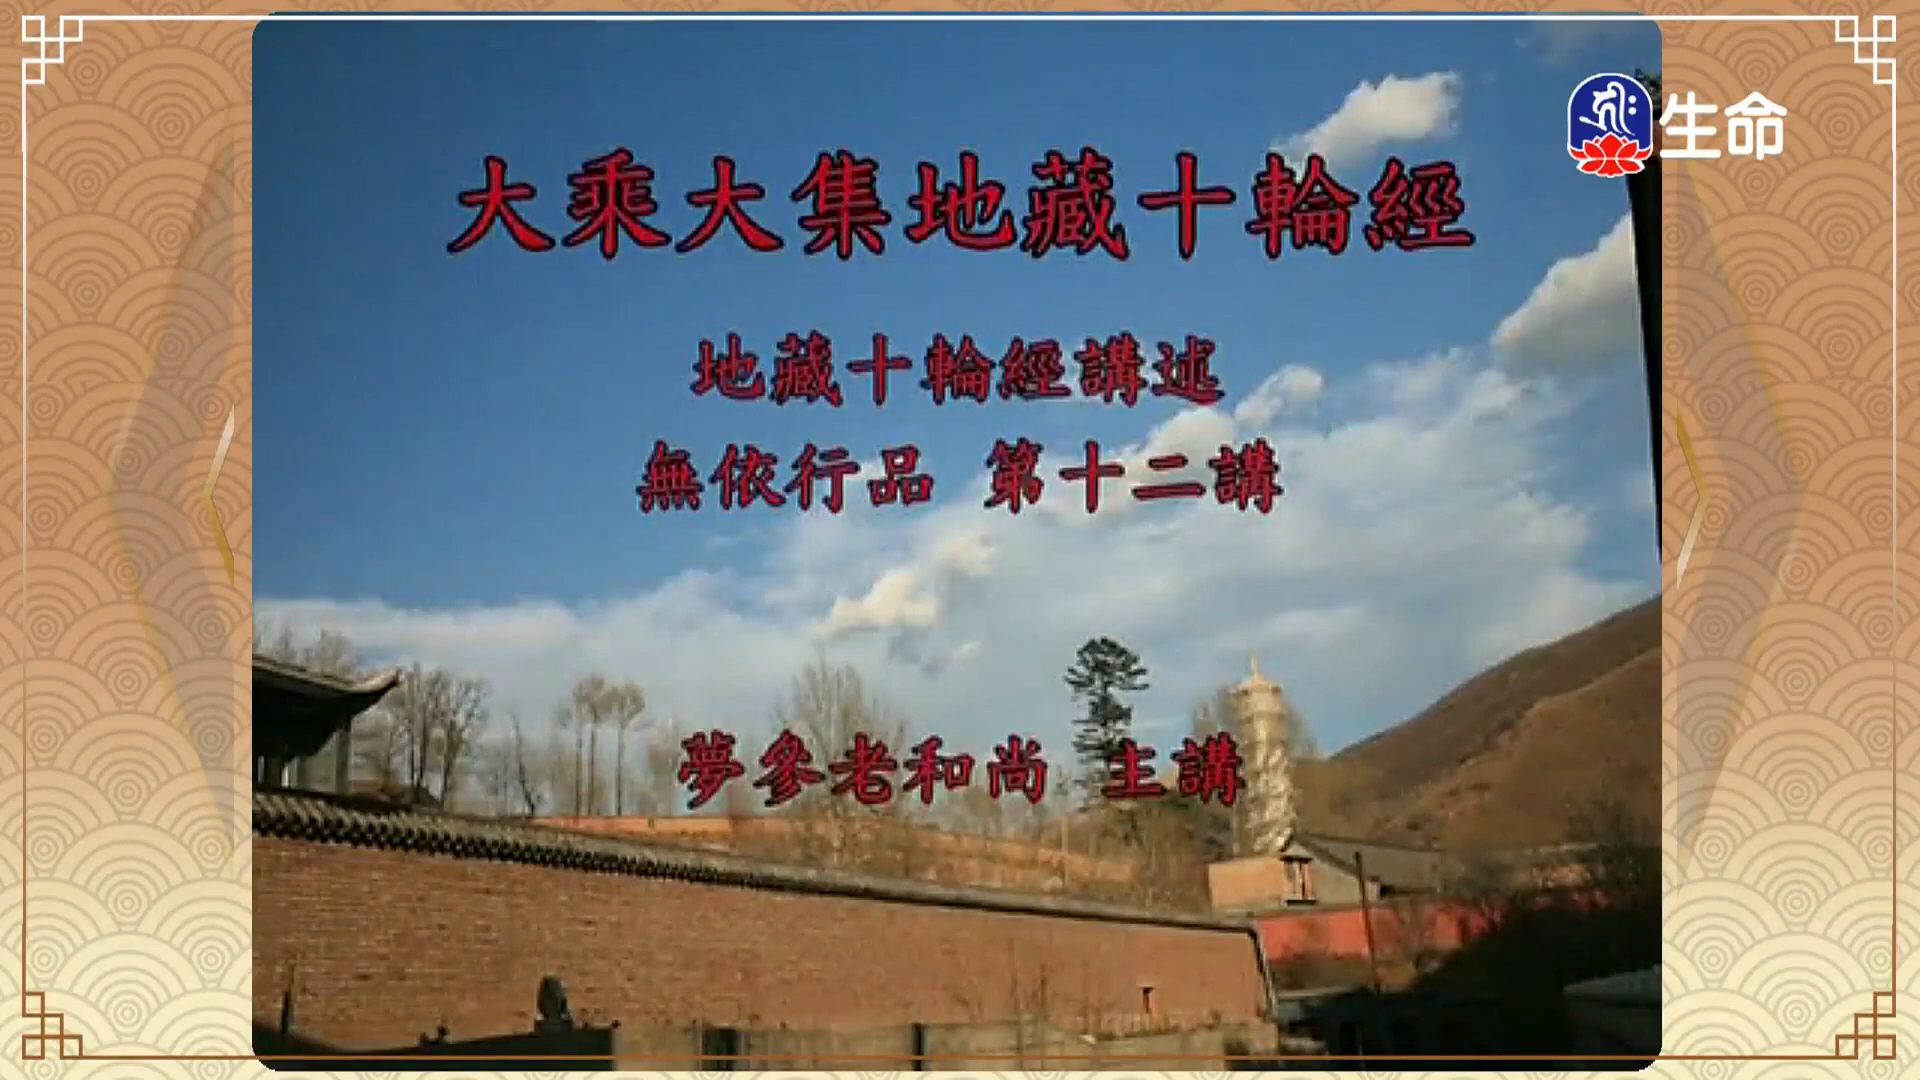 生命
大乘大集地藏十輪經
地藏十輪經講述
無依行品 第十二講
夢參老和尚 主講